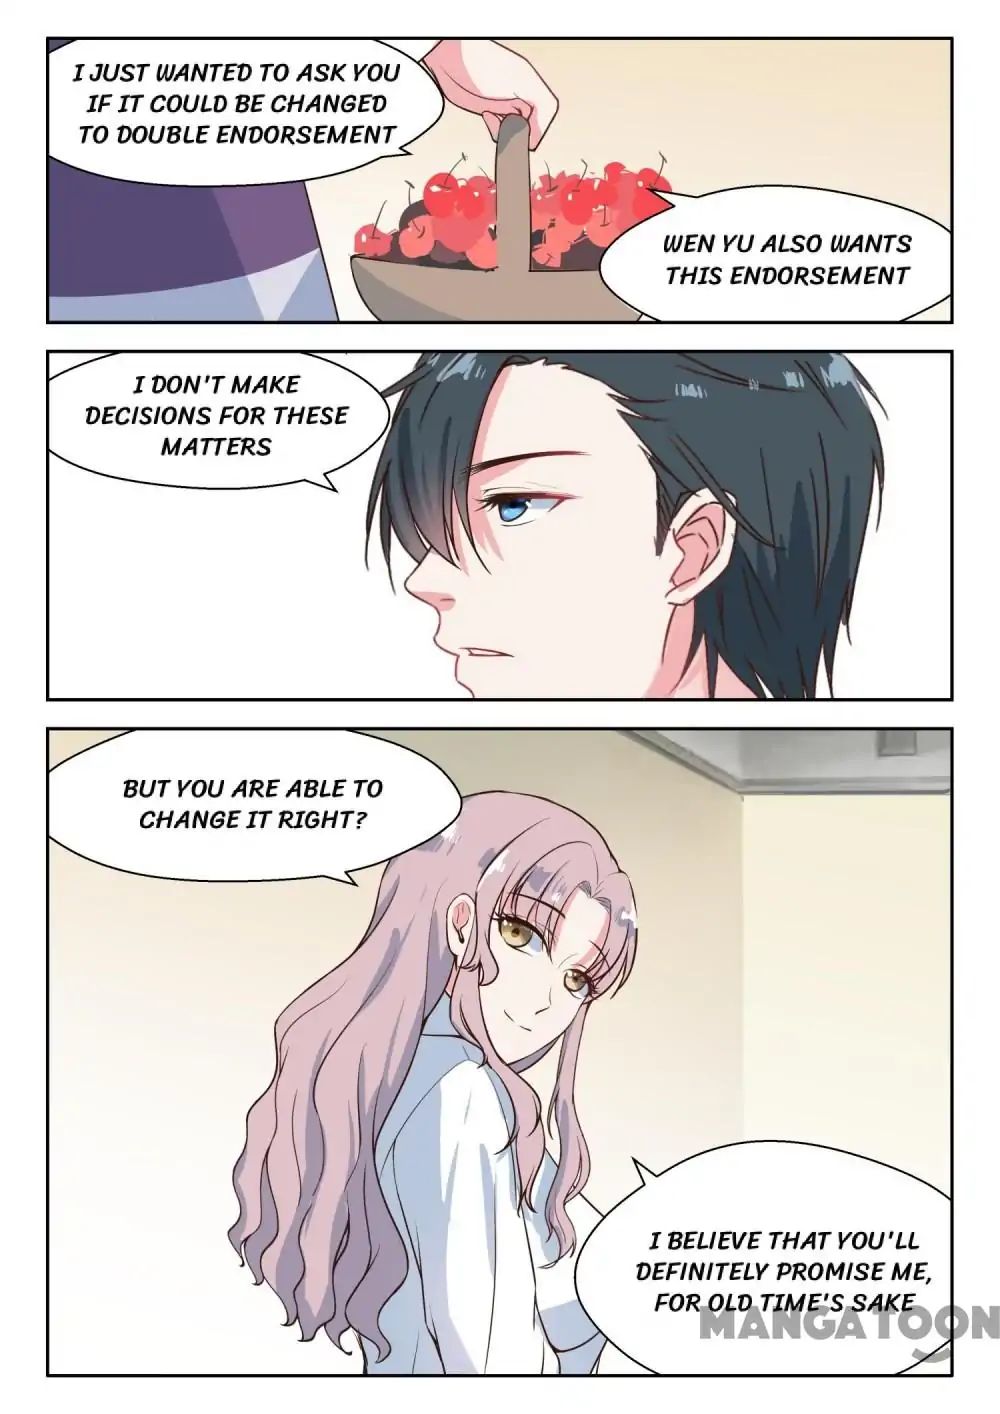 I JUST WANTED TO ASK YOU
IF IT COULD BE CHANGED
TO DOUBLE ENDORSEMENT
WEN YU ALSO WANTS
THIS ENDORSEMENT
I DON'T MAKE
DECISIONS FOR THESE
MATTERS
BUT YOU ARE ABLE TO
CHANGE IT RIGHT?
I BELIEVE THAT YOU'LL
DEFINITELY PROMISE ME,
FOR OLD TIME'S SAKE
MANGATOON